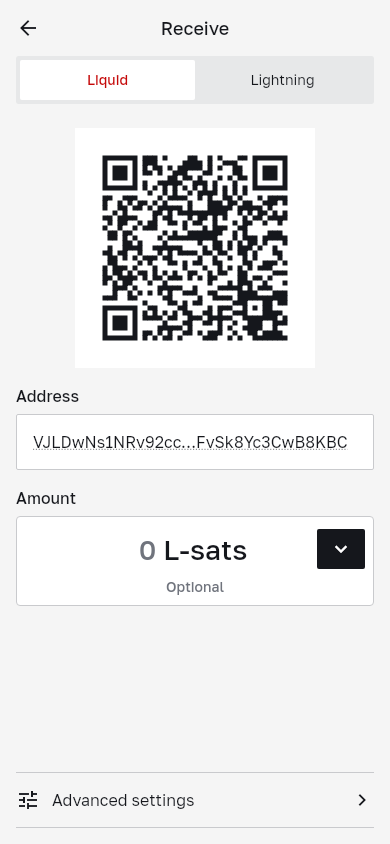 Receive
Liquid
Lightning
Address
VJLDwNs1NRv92cc...FvSk8Yc3CwB8KBC
Amount
0 L-sats
Optional
Advanced settings